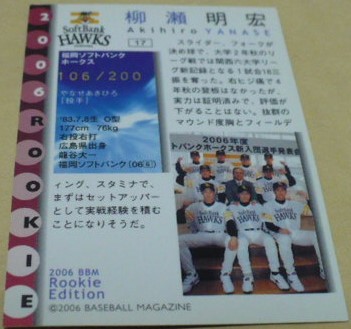 2006 ROOKIE
SoftBank
HAWKS
柳瀬明宏
Akihiro YANASE
17
福岡ソフトバンク
ホークス
106/200
やなせあきひろ
「投手」
'83.7.8生 O型
177cm 76kg
右投右打
広島県出身
龍谷大―
福岡ソフトバンク(06⑥)
スライダー、フォークが
決め球で、大学2年秋のリ
ーグ戦では関西の大学リー
グ新記録となる1試合18三
振を奪った。右ヒジ痛で4
年秋の登板はなかったが、
実力は証明済みで、評価が
下がることはない。抜群の
マウンド度胸とフィールデ
ィング、スタミナで、
まずはセットアッパー
として実戦経験を積む
ことになりそうだ。
2006年度
トバンクホークス新入団選手発表会
2006 BBM
Rookie
Edition
©2006 BASEBALL MAGAZINE